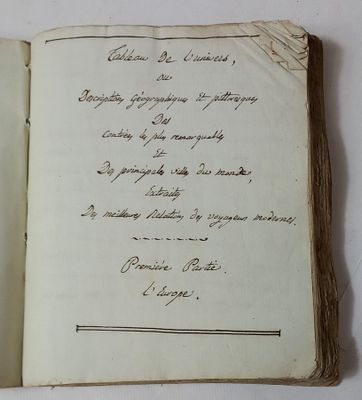 Tableau De L'univers,
ou
Descriptions Géographiques Et pittoresques
Des
Contrées les plus remarquables
Et
Des principales villes du monde,
Extraites
Des meilleures Relations des voyageurs modernes.
Première Partie.
L'Europe.